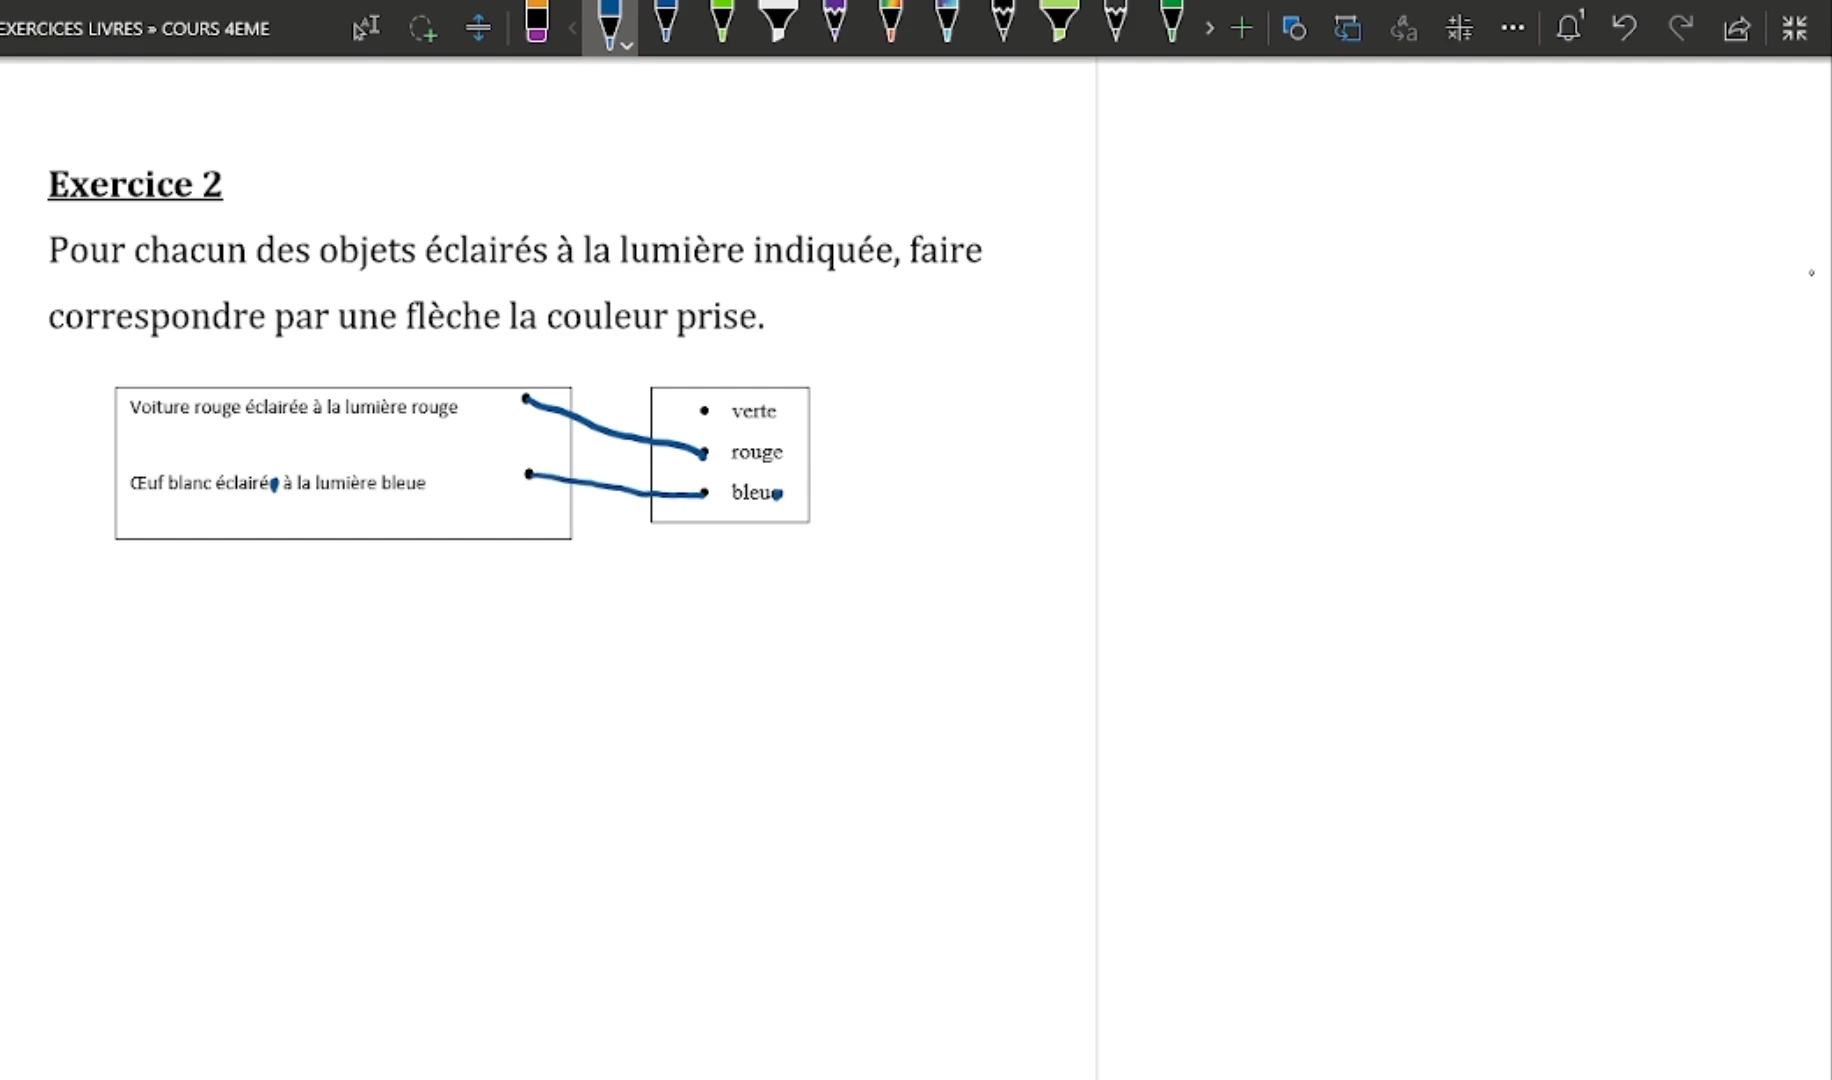 EXERCICES LIVRES » COURS 4EME
Exercice 2
Pour chacun des objets éclairés à la lumière indiquée, faire
correspondre par une flèche la couleur prise.
Voiture rouge éclairée à la lumière rouge
Œuf blanc éclairée à la lumière bleue
verte
rouge
bleue